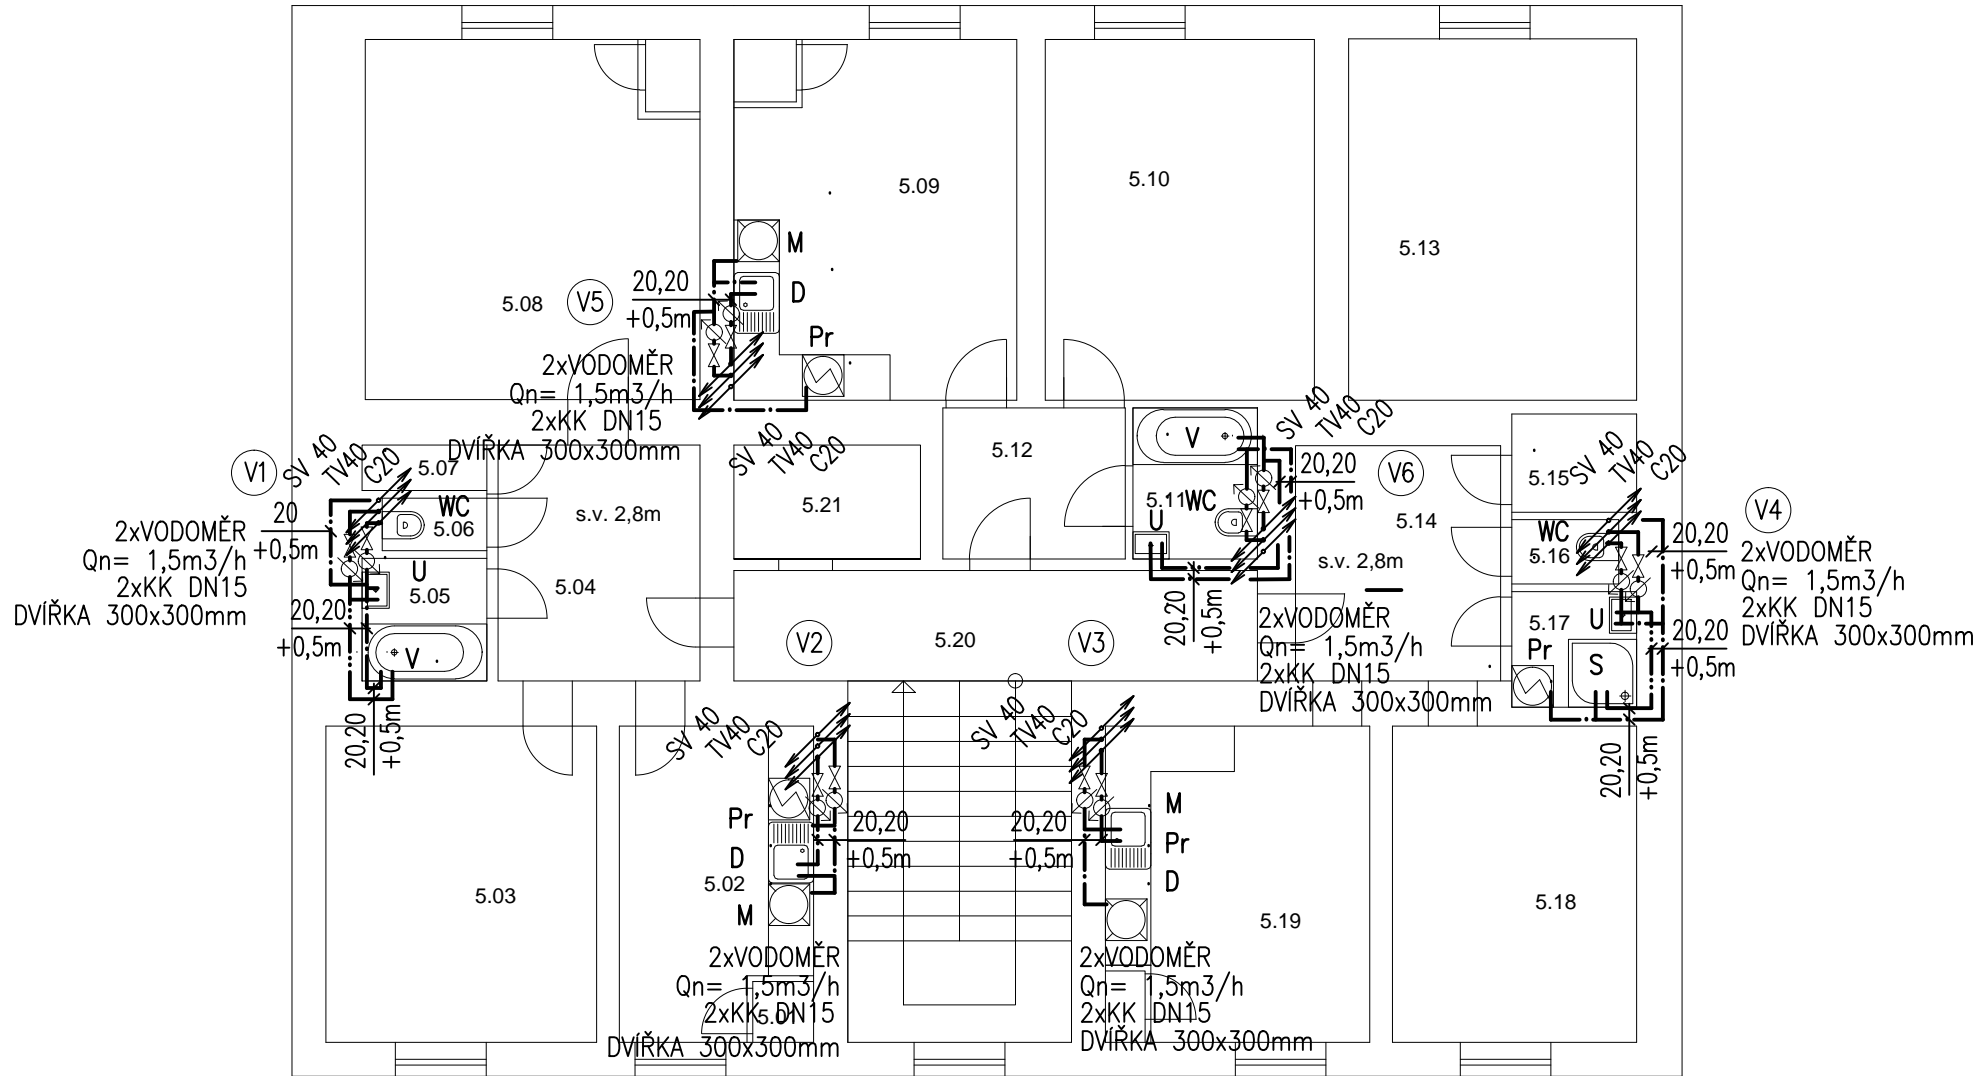 5.09
5.10
5.13
M
D
Pr
5.08
V5
20,20
+0,5m
2xVODOMĚR
Qn= 1,5m3/h
2xKK DN15
DVÍŘKA 300x300mm
SV 40
TV40
C20
5.12
V
SV 40
TV40
C20
20,20
+0,5m
V6
5.15
SV 40
TV40
C20
V1
SV 40
TV40
C20
5.07
WC
5.06
20
+0,5m
2xVODOMĚR
Qn= 1,5m3/h
2xKK DN15
DVÍŘKA 300x300mm
s.v. 2,8m
5.21
5.11
WC
U
5.14
s.v. 2,8m
WC
5.16
V4
20,20
+0,5m
2xVODOMĚR
Qn= 1,5m3/h
2xKK DN15
DVÍŘKA 300x300mm
U
5.05
5.04
20,20
+0,5m
V
20,20
+0,5m
V2
5.20
V3
20,20
+0,5m
2xVODOMĚR
Qn= 1,5m3/h
2xKK DN15
DVÍŘKA 300x300mm
5.17
U
Pr
S
20,20
+0,5m
20,20
+0,5m
SV 40
TV40
C20
SV 40
TV40
C20
Pr
D
5.02
M
20,20
+0,5m
20,20
+0,5m
M
Pr
D
5.03
5.19
5.18
2xVODOMĚR
Qn= 1,5m3/h
2xKK DN15
5.01
DVÍŘKA 300x300mm
2xVODOMĚR
Qn= 1,5m3/h
2xKK DN15
DVÍŘKA 300x300mm